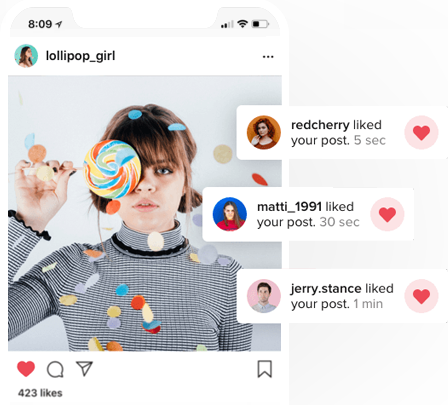 8:09
lollipop_girl
redcherry liked
your post. 5 sec
matti_1991 liked
your post. 30 sec
jerry.stance liked
your post. 1 min
423 likes